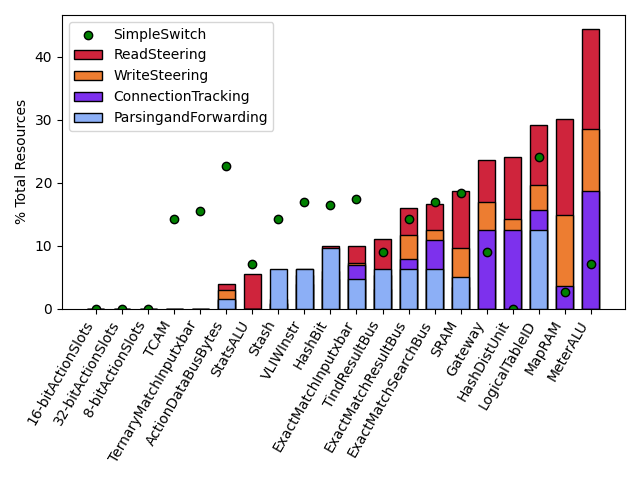 SimpleSwitch
ReadSteering
WriteSteering
ConnectionTracking
ParsingandForwarding
% Total Resources
40
30
20
10
0
16-bitActionSlots
32-bitActionSlots
8-bitActionSlots
TCAM
TernaryMatchInputxbar
ActionDataBusBytes
StatsALU
Stash
VLIWInstr
HashBit
ExactMatchInputxbar
TindResultBus
ExactMatchResultBus
ExactMatchSearchBus
SRAM
Gateway
HashDistUnit
LogicalTableID
MapRAM
MeterALU